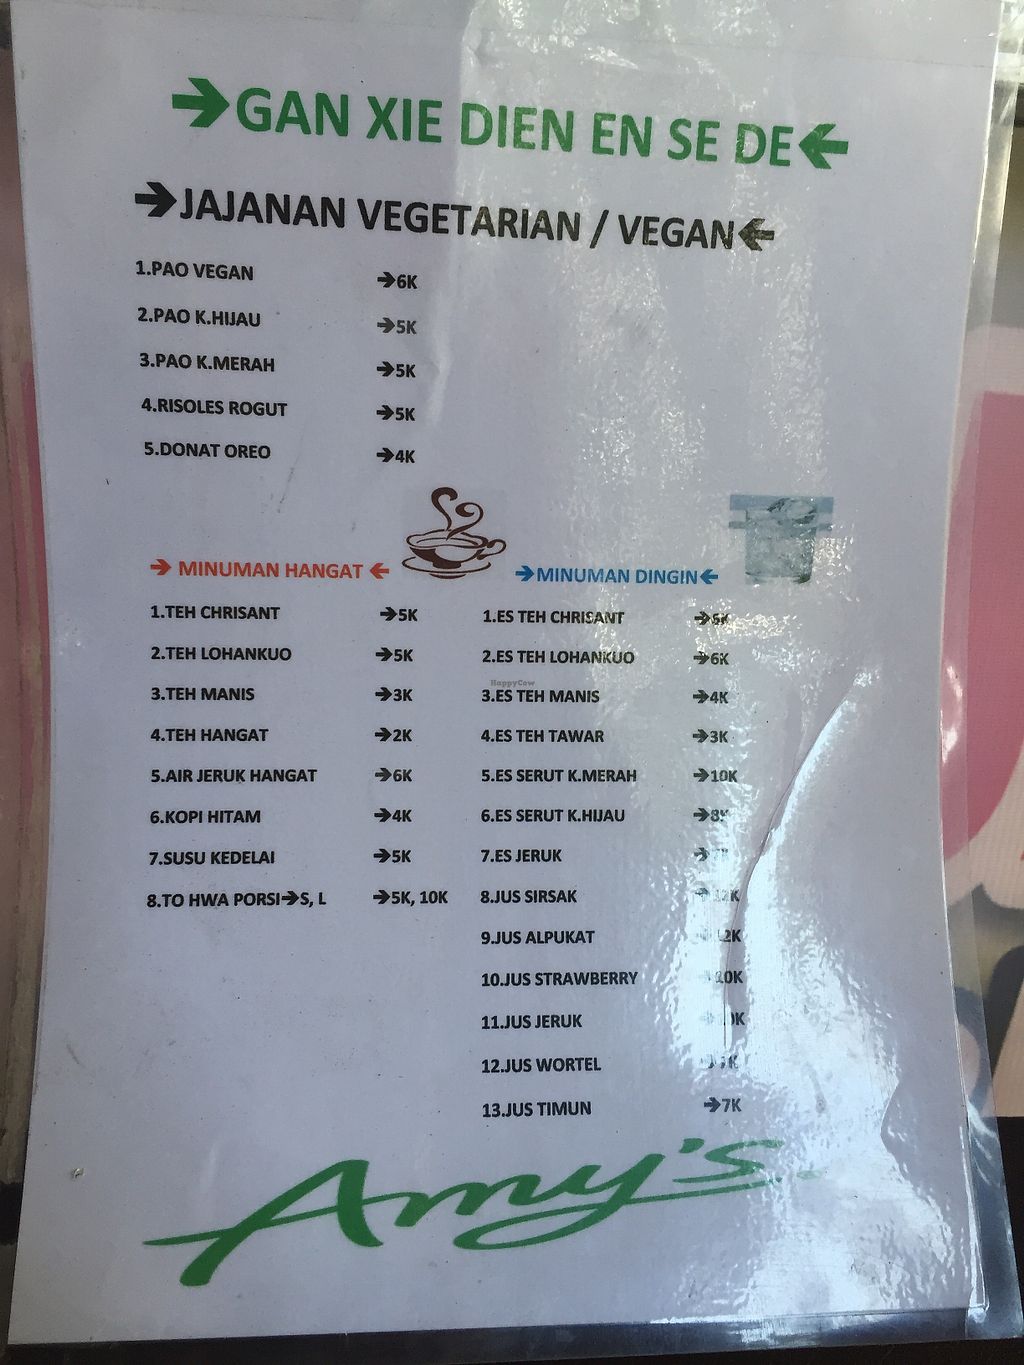 ➔GAN XIE DIEN EN SE DE←
➔JAJANAN VEGETARIAN / VEGAN←
1.PAO VEGAN ➔6K
2.PAO K.HIJAU ➔5K
3.PAO K.MERAH ➔5K
4.RISOLES ROGUT ➔5K
5.DONAT OREO ➔4K
➔ MINUMAN HANGAT ←
1.TEH CHRISANT ➔5K
2.TEH LOHANKUO ➔5K
3.TEH MANIS ➔3K
4.TEH HANGAT ➔2K
5.AIR JERUK HANGAT ➔6K
6.KOPI HITAM ➔4K
7.SUSU KEDELAI ➔5K
8.TO HWA PORSI➔S, L ➔5K, 10K
➔MINUMAN DINGIN←
1.ES TEH CHRISANT ➔6K
2.ES TEH LOHANKUO ➔6K
HappyCow
3.ES TEH MANIS ➔4K
4.ES TEH TAWAR ➔3K
5.ES SERUT K.MERAH ➔10K
6.ES SERUT K.HIJAU ➔8K
7.ES JERUK
8.JUS SIRSAK ➔12K
9.JUS ALPUKAT ➔12K
10.JUS STRAWBERRY ➔10K
11.JUS JERUK
12.JUS WORTEL
13.JUS TIMUN ➔7K
Amy's